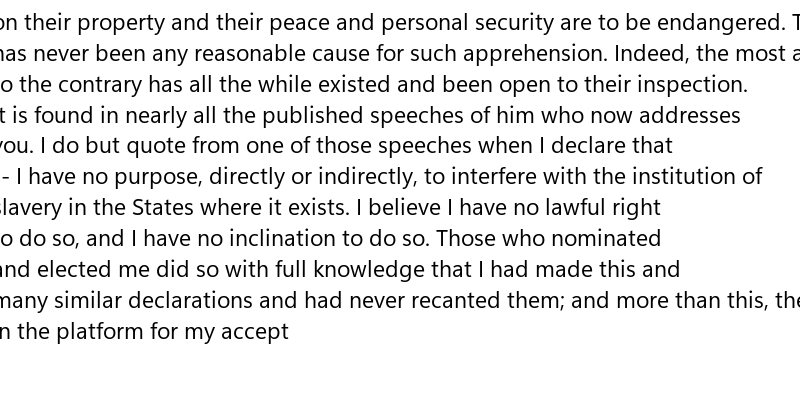 on their property and their peace and personal security are to be endangered. T
has never been any reasonable cause for such apprehension. Indeed, the most a
o the contrary has all the while existed and been open to their inspection.
t is found in nearly all the published speeches of him who now addresses
you. I do but quote from one of those speeches when I declare that
- I have no purpose, directly or indirectly, to interfere with the institution of
slavery in the States where it exists. I believe I have no lawful right
o do so, and I have no inclination to do so. Those who nominated
and elected me did so with full knowledge that I had made this and
many similar declarations and had never recanted them; and more than this, the
n the platform for my accept